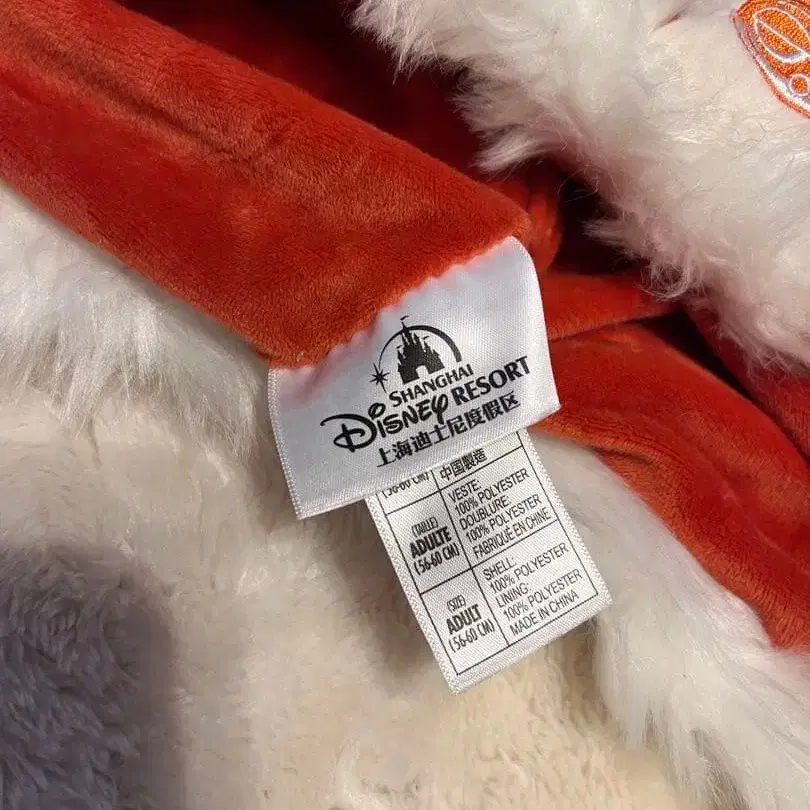 SHANGHAI
DISNEY RESORT
上海迪士尼度假区
(56-60 CM)
中国製造
(TAILLE)
ADULTE
(56-60 CM)
VESTE:
100% POLYESTER
DOUBLURE:
100% POLYESTER
FABRIQUÉ EN CHINE
(SIZE)
ADULT
(56-60 CM)
SHELL:
100% POLYESTER
LINING:
100% POLYESTER
MADE IN CHINA